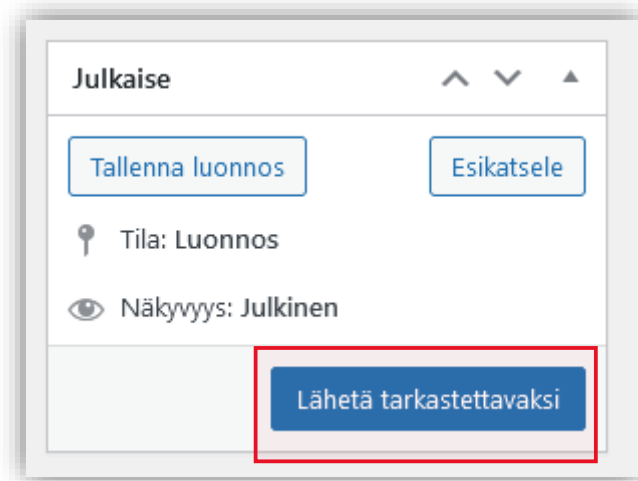 Julkaise
Tallenna luonnos Esikatsele
Tila: Luonnos
Näkyvyys: Julkinen
Lähetä tarkastettavaksi